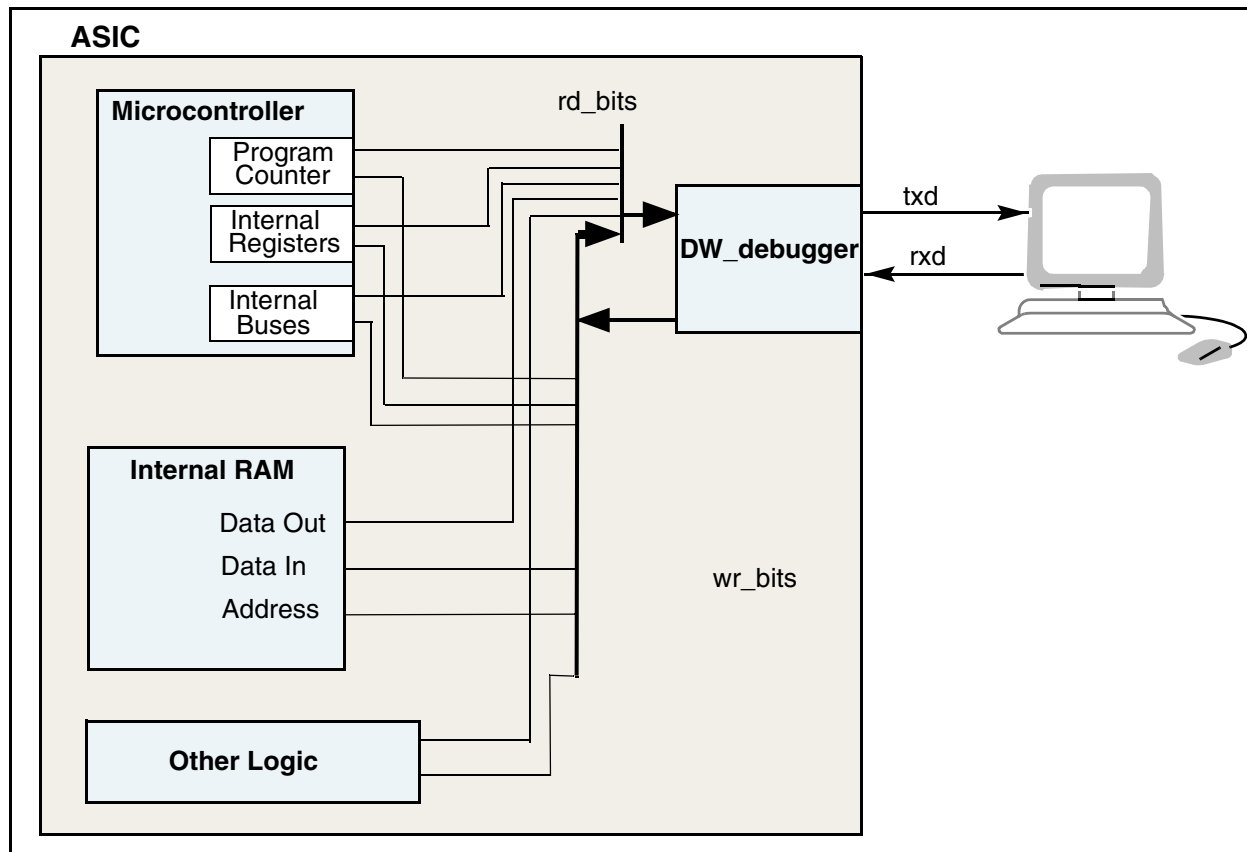 ASIC
Microcontroller
Program
Counter
Internal
Registers
Internal
Buses
rd_bits
DW_debugger
txd
rxd
Internal RAM
Data Out
Data In
Address
wr_bits
Other Logic